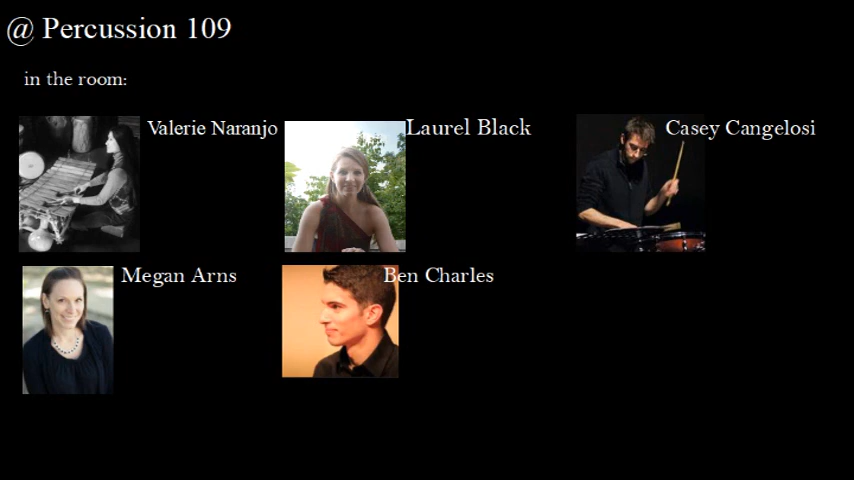 @ Percussion 109
in the room:
Valerie Naranjo
Laurel Black
Casey Cangelosi
Megan Arns
Ben Charles